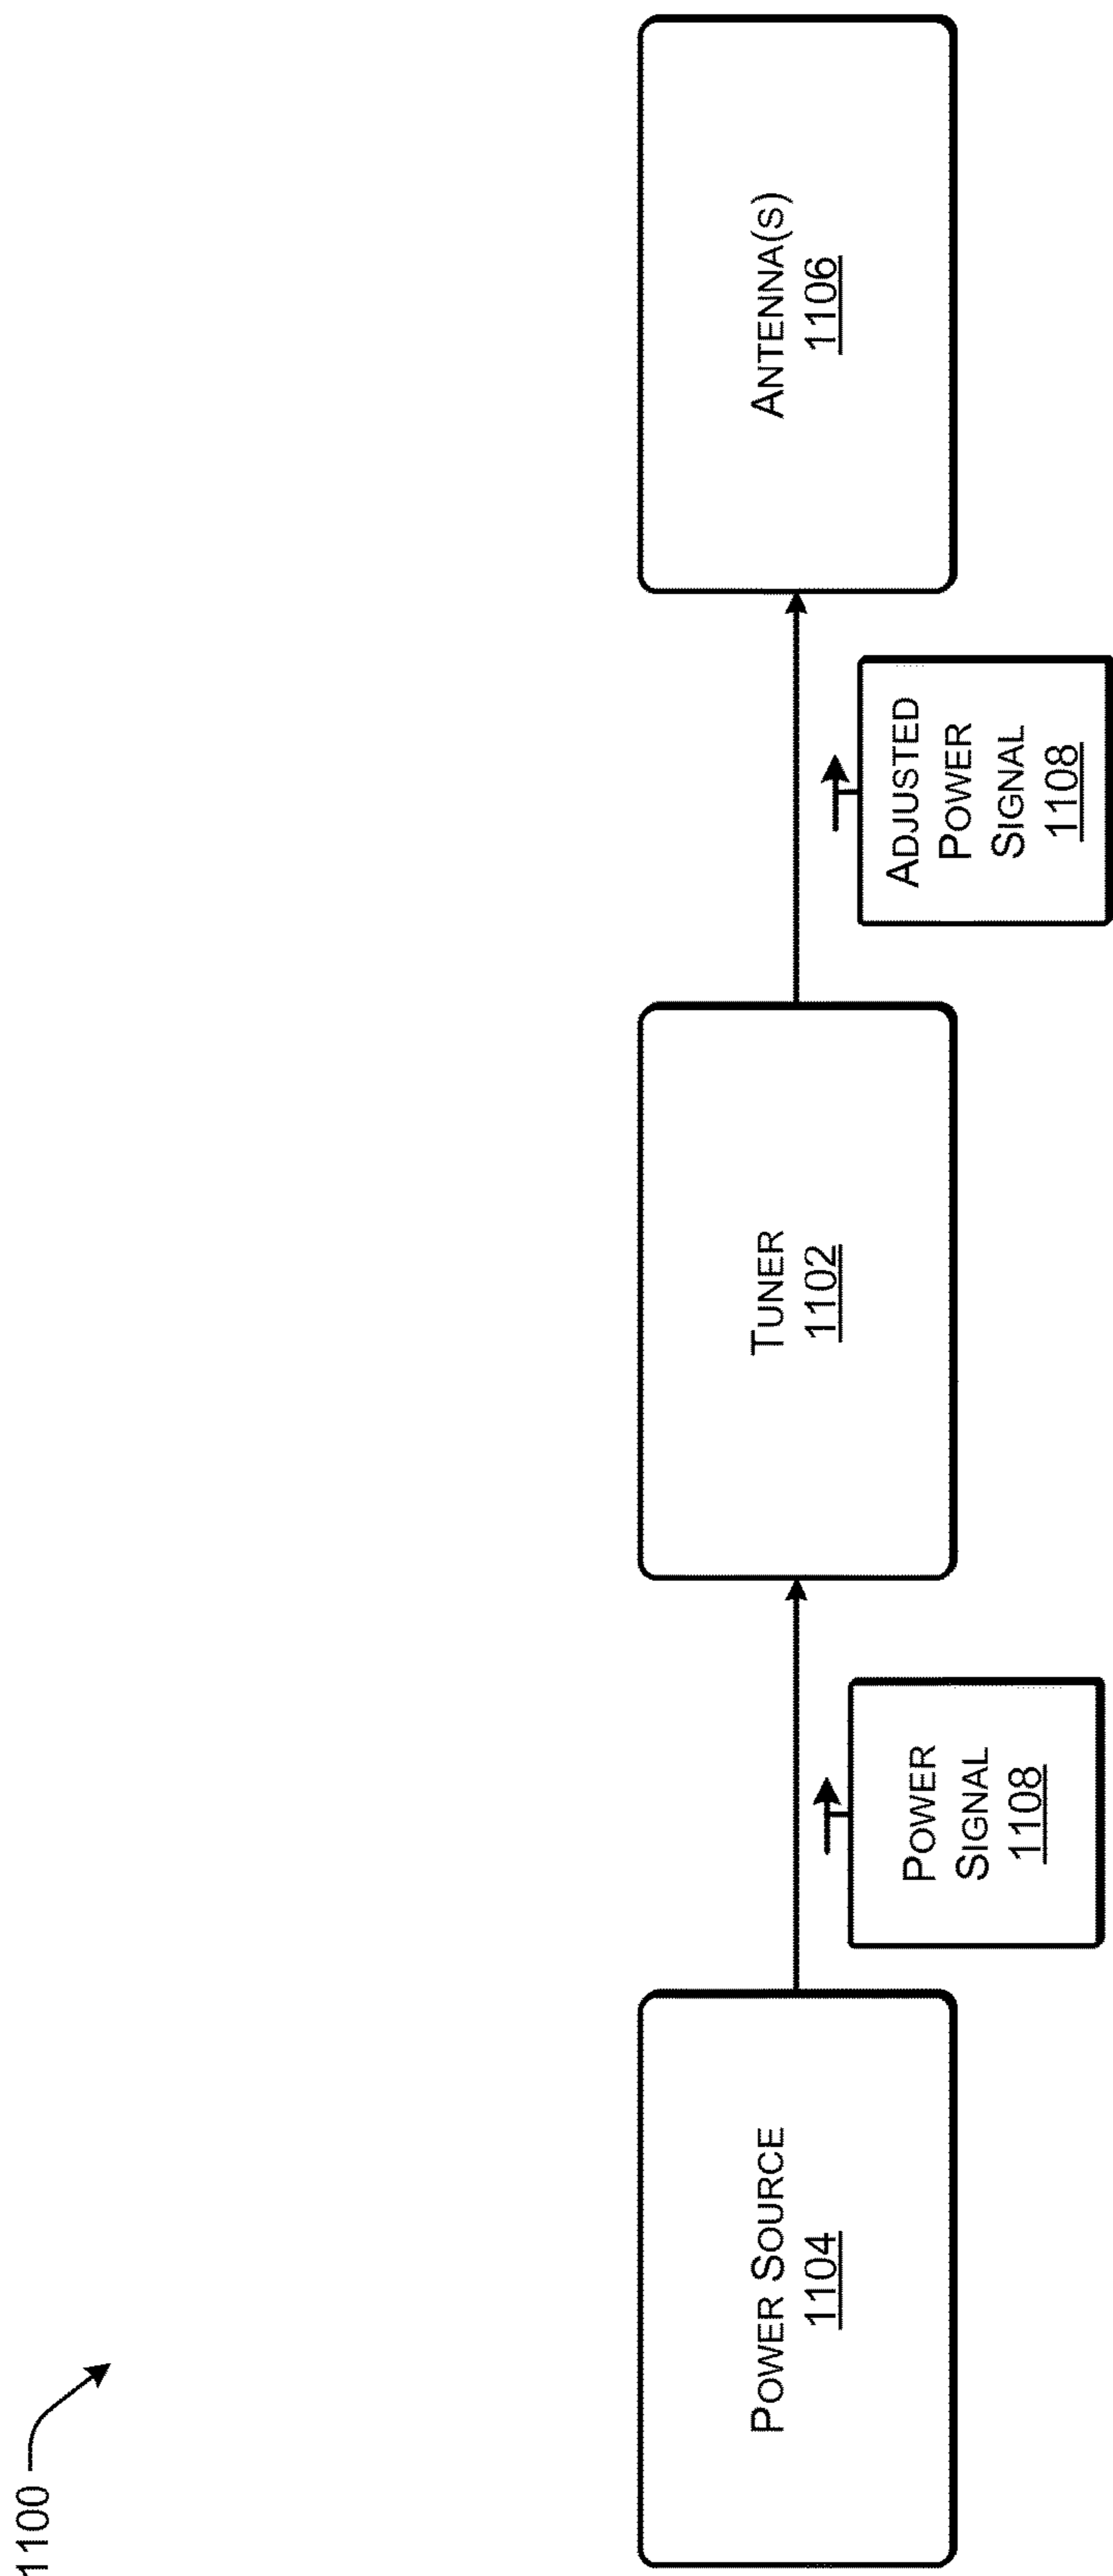 1100
POWER SOURCE
1104
POWER
SIGNAL
1108
TUNER
1102
ADJUSTED
POWER
SIGNAL
1108
ANTENNA(S)
1106